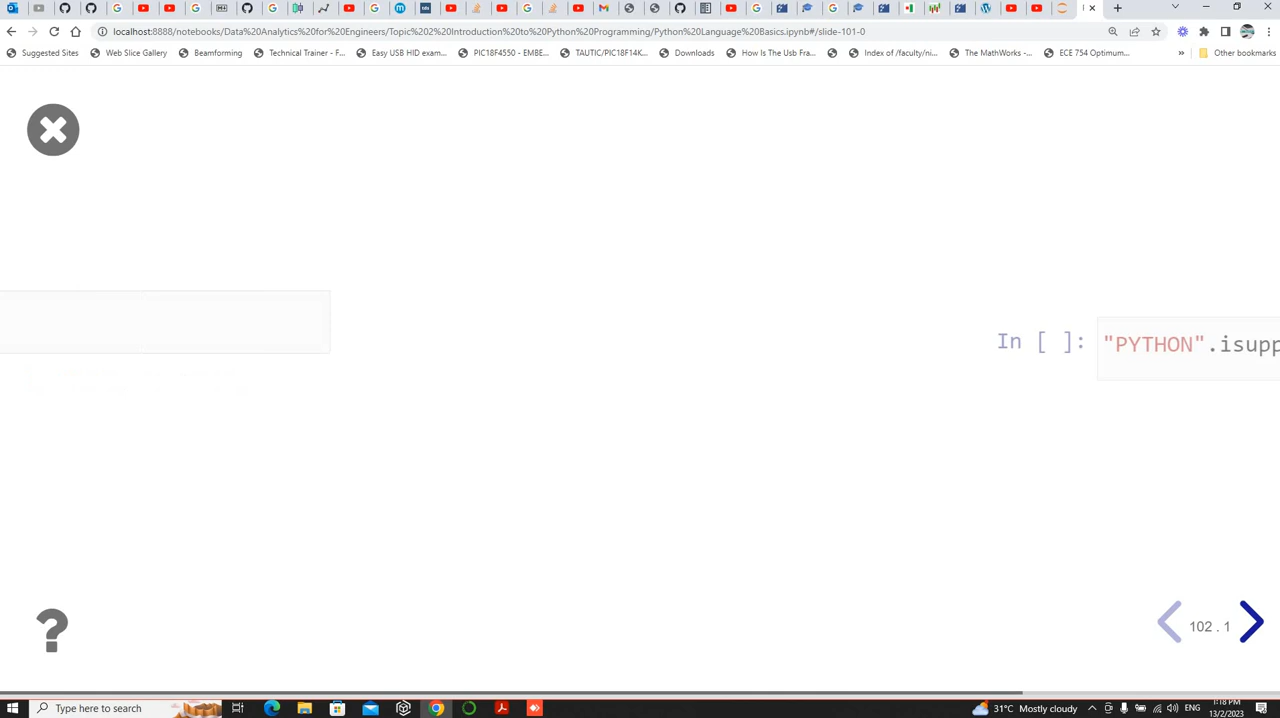 localhost:8888/notebooks/Data%20Analytics%20for%20Engineers/Topic%202%20Introdution%20to%20Python%20Programming/Python%20Language%20Basics.ipynb#/slide-101-0
Suggested Sites
Web Slice Gallery
Beamforming
Technical Trainer - F...
Easy USB HID exam...
PIC18F4550 - EMBE...
TAUTIC/PIC18F14K...
Downloads
How Is The Usb Fra...
Index of /faculty/ni...
The MathWorks -...
ECE 754 Optimum...
»
Other bookmarks
In [ ]: "PYTHON".isupp
102 . 1
Type here to search
31°C Mostly cloudy
ENG
1:18 PM
13/2/2023